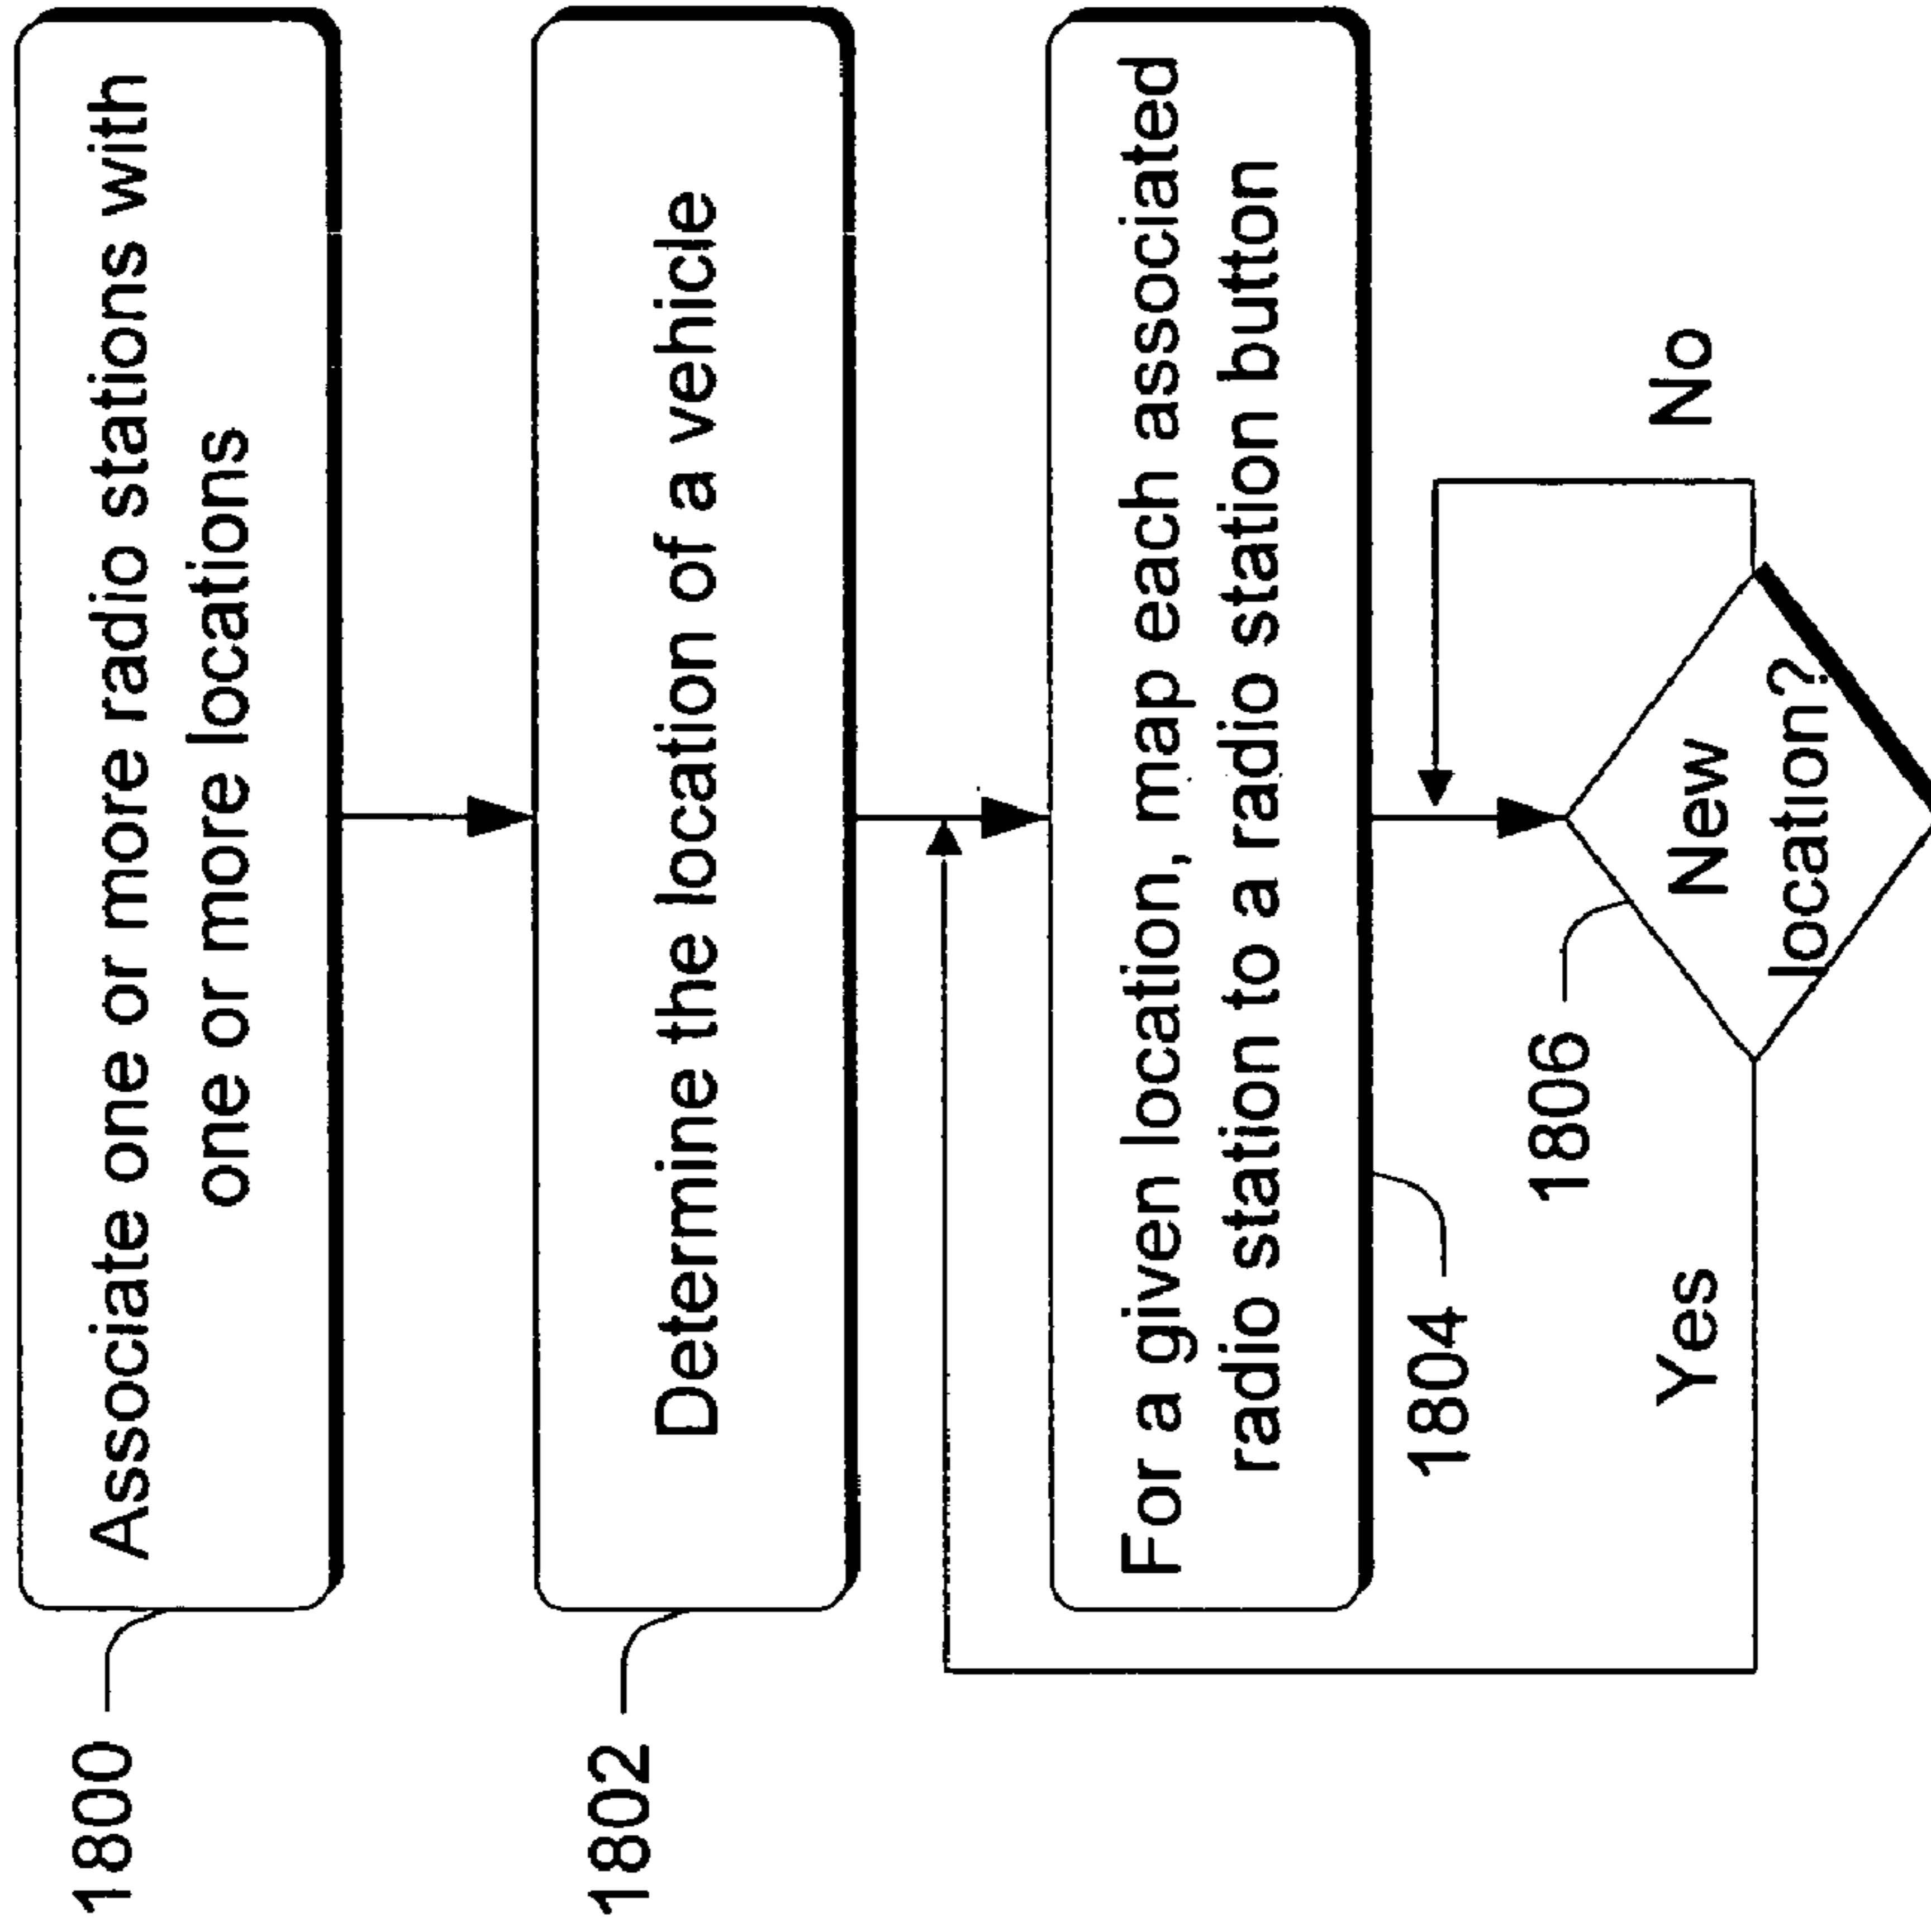 1800
Associate one or more radio stations with
one or more locations
1802
Determine the location of a vehicle
For a given location, map each associated
radio station to a radio station button
1804
1806
New
location?
Yes
No